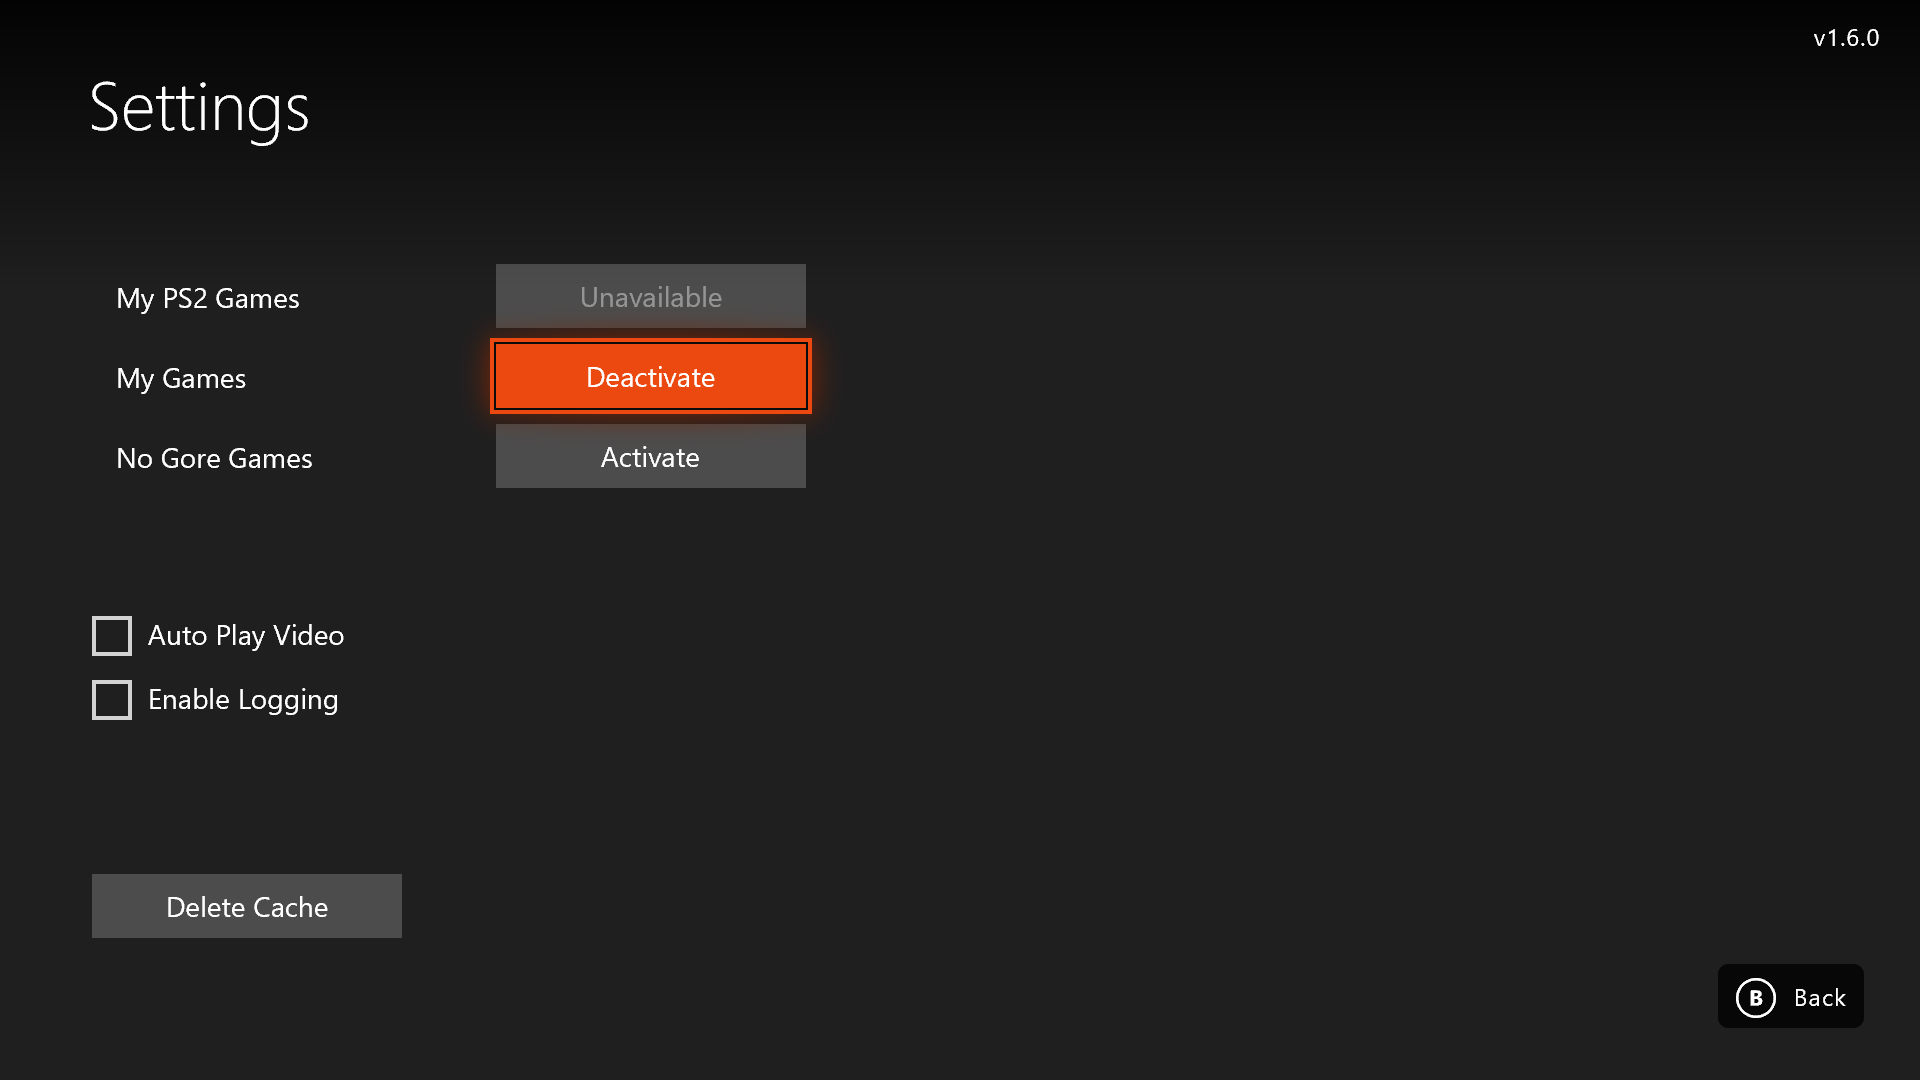 v1.6.0
Settings
My PS2 Games
Unavailable
My Games
Deactivate
No Gore Games
Activate
Auto Play Video
Enable Logging
Delete Cache
B Back